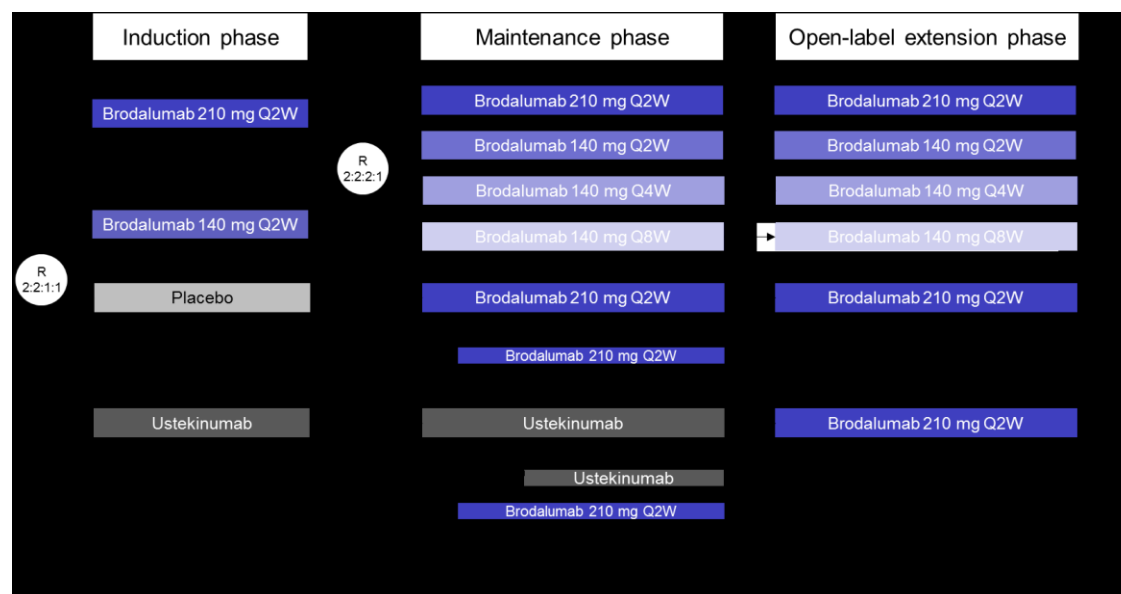 Induction phase
Maintenance phase
Open-label extension phase
Brodalumab 210 mg Q2W
Brodalumab 210 mg Q2W
Brodalumab 210 mg Q2W
Brodalumab 140 mg Q2W
Brodalumab 140 mg Q2W
R
2:2:2:1
Brodalumab 140 mg Q4W
Brodalumab 140 mg Q4W
Brodalumab 140 mg Q2W
Brodalumab 140 mg Q8W
Brodalumab 140 mg Q8W
R
2:2:1:1
Placebo
Brodalumab 210 mg Q2W
Brodalumab 210 mg Q2W
Brodalumab 210 mg Q2W
Ustekinumab
Ustekinumab
Brodalumab 210 mg Q2W
Ustekinumab
Brodalumab 210 mg Q2W